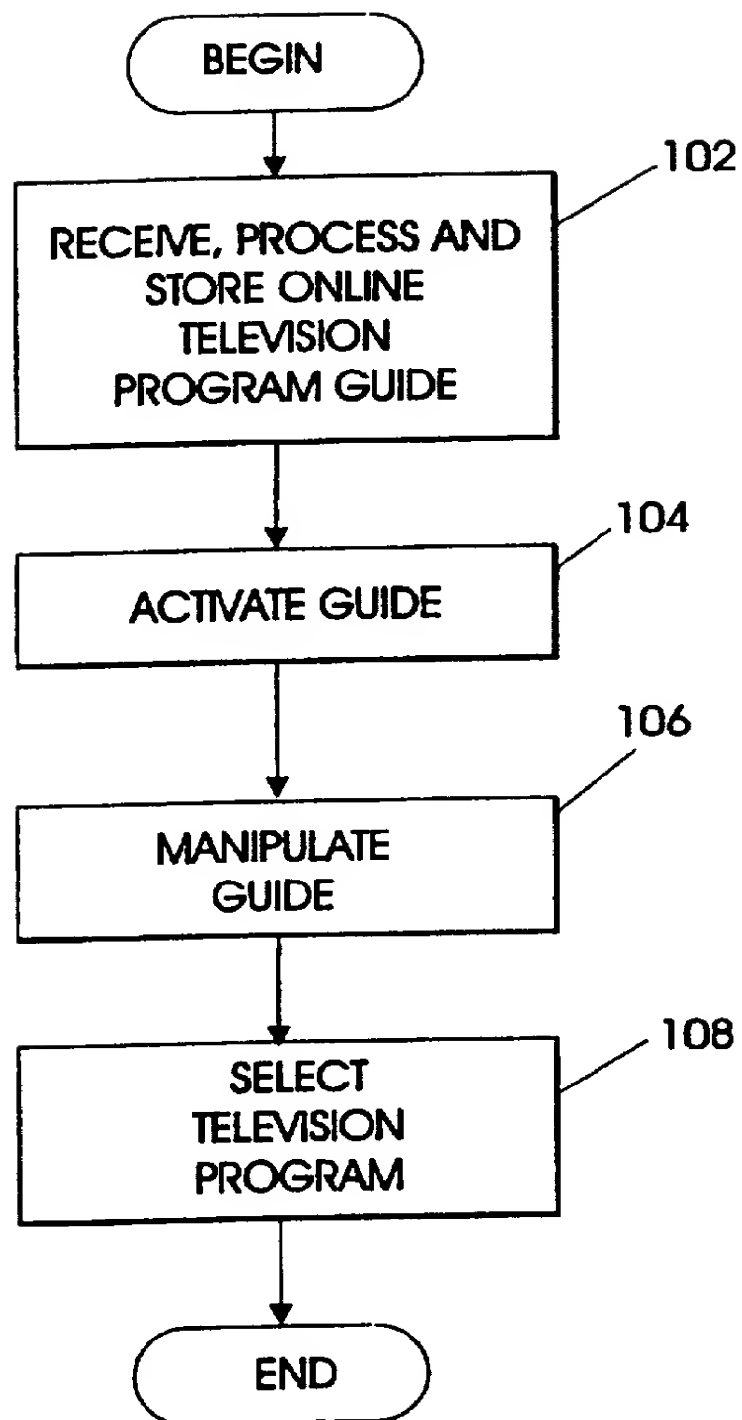 BEGIN
102
RECEIVE, PROCESS AND
STORE ONLINE
TELEVISION
PROGRAM GUIDE
104
ACTIVATE GUIDE
106
MANIPULATE
GUIDE
108
SELECT
TELEVISION
PROGRAM
END